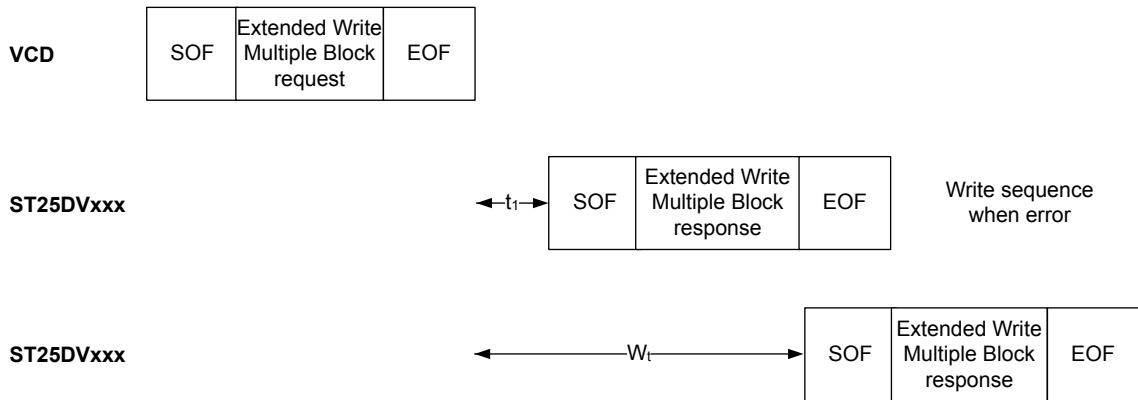 VCD
SOF
Extended Write
Multiple Block
request
EOF
ST25DVxxx
t1
SOF
Extended Write
Multiple Block
response
EOF
Write sequence
when error
ST25DVxxx
Wt
SOF
Extended Write
Multiple Block
response
EOF